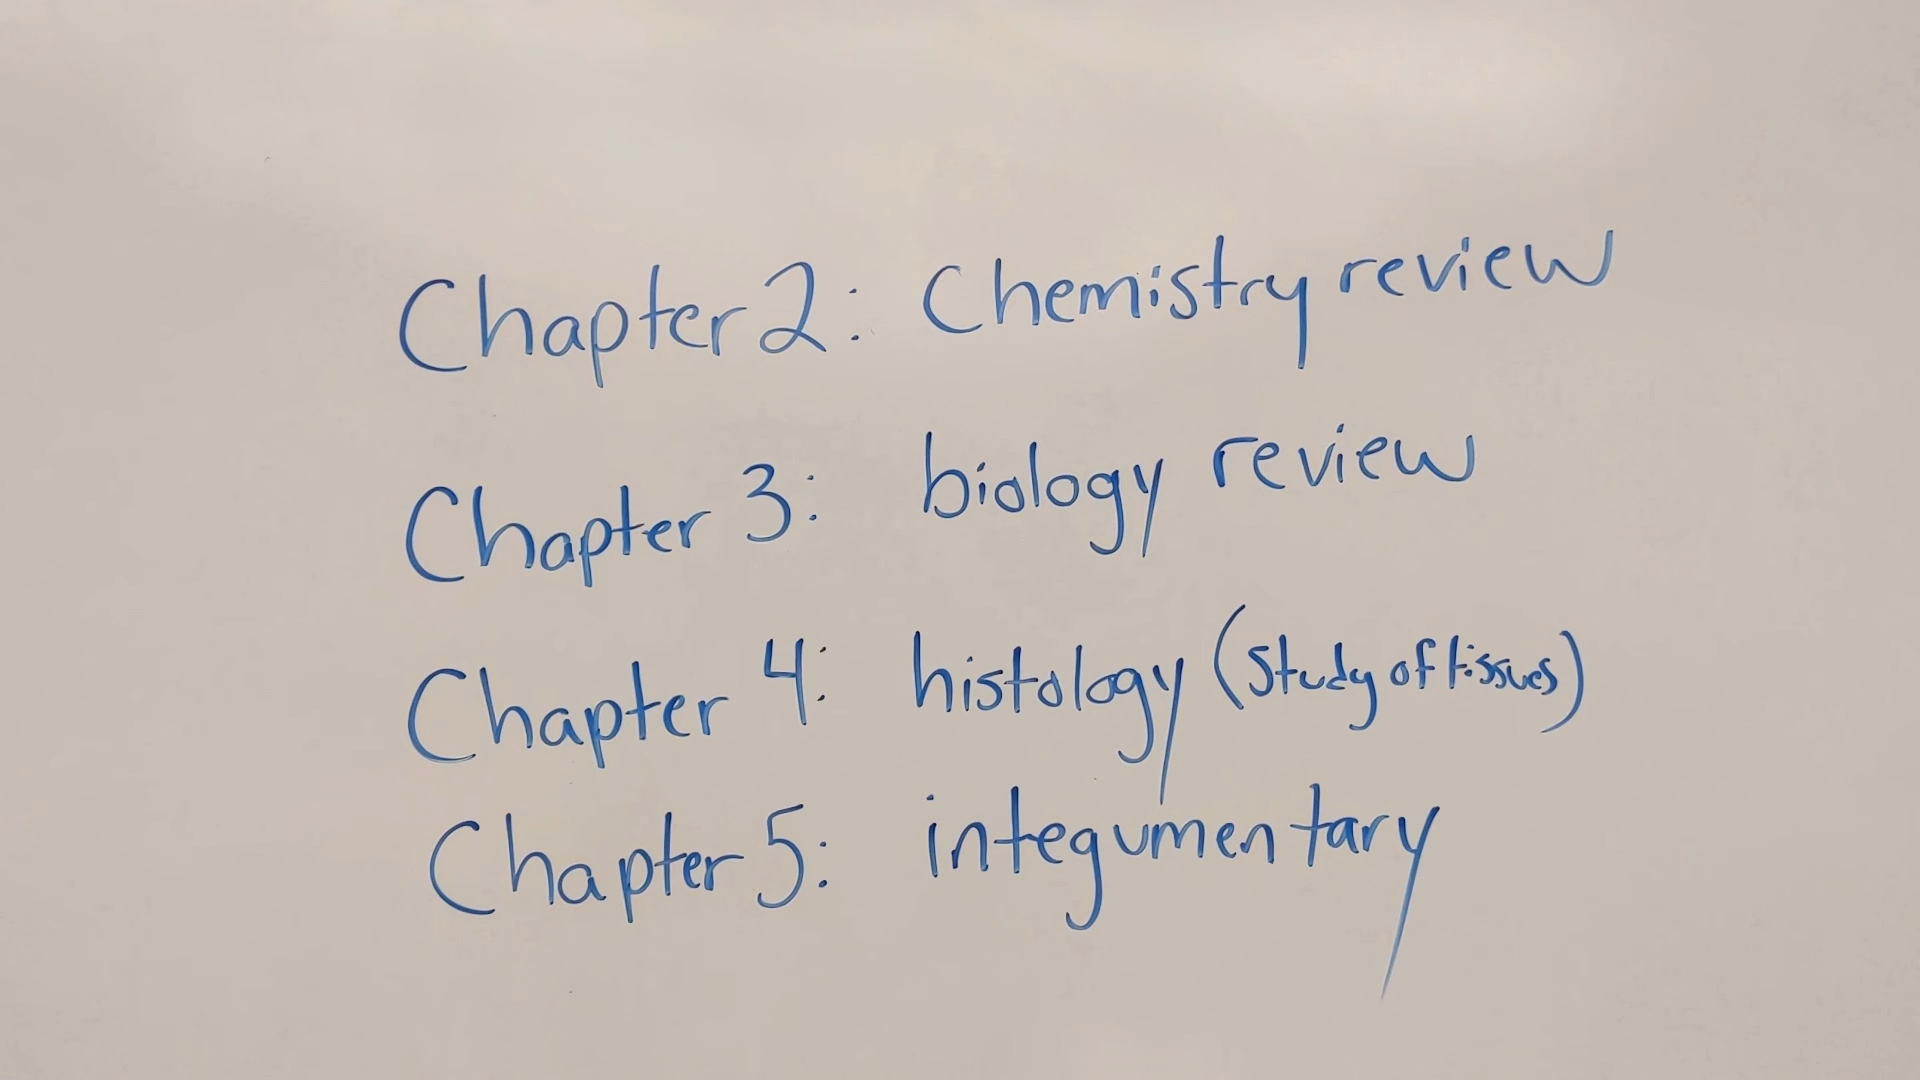 Chapter 2: Chemistry review
Chapter 3: biology review
Chapter 4: histology (study of tissues)
Chapter 5: integumentary